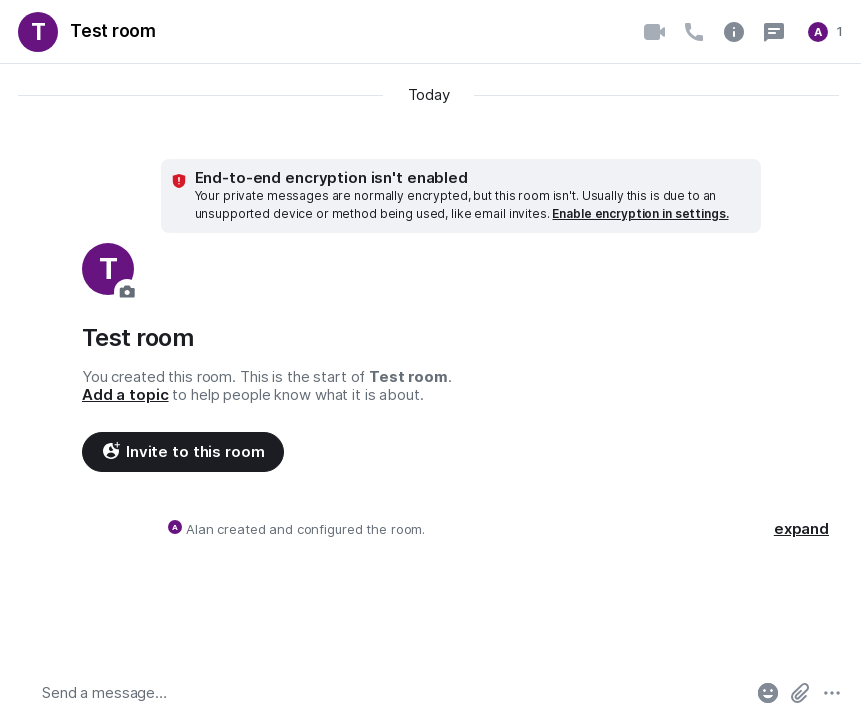 T Test room A 1
Today
End-to-end encryption isn't enabled
Your private messages are normally encrypted, but this room isn't. Usually this is due to an
unsupported device or method being used, like email invites. Enable encryption in settings.
T
Test room
You created this room. This is the start of Test room.
Add a topic to help people know what it is about.
Invite to this room
A Alan created and configured the room. expand
Send a message...